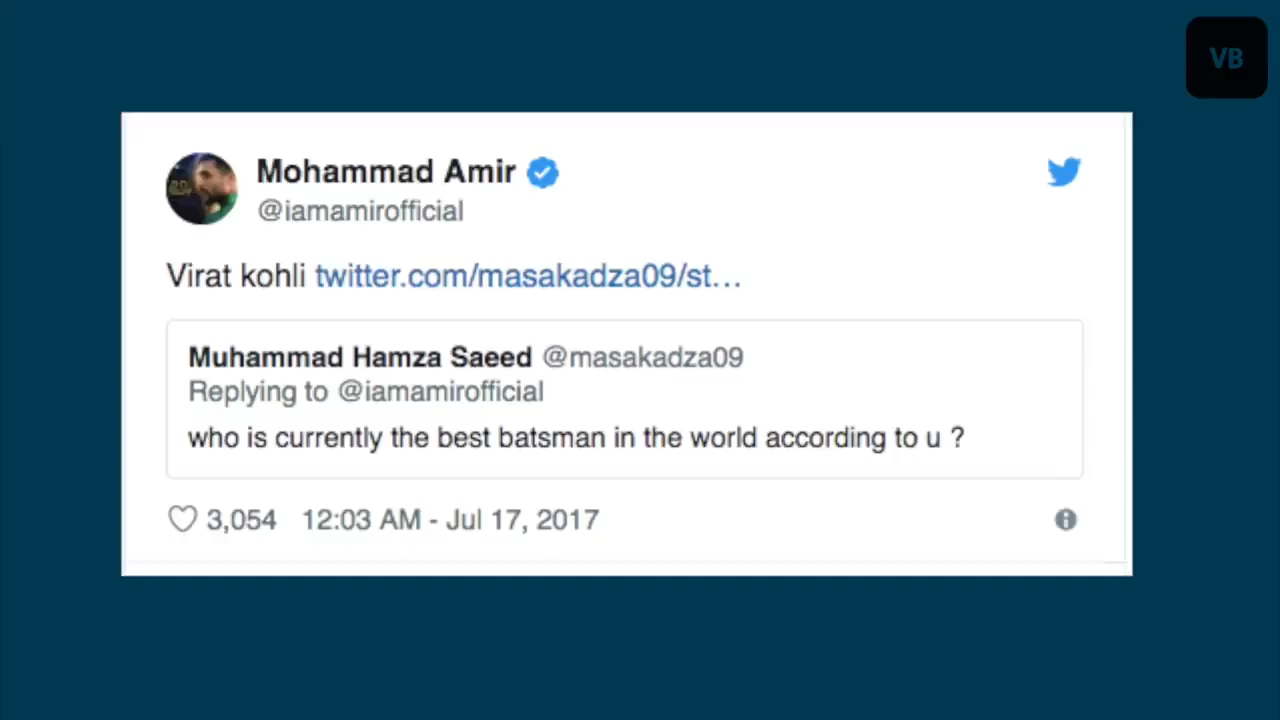 VB
Mohammad Amir
@iamamirofficial
Virat kohli twitter.com/masakadza09/st…
Muhammad Hamza Saeed @masakadza09
Replying to @iamamirofficial
who is currently the best batsman in the world according to u ?
3,054 12:03 AM - Jul 17, 2017